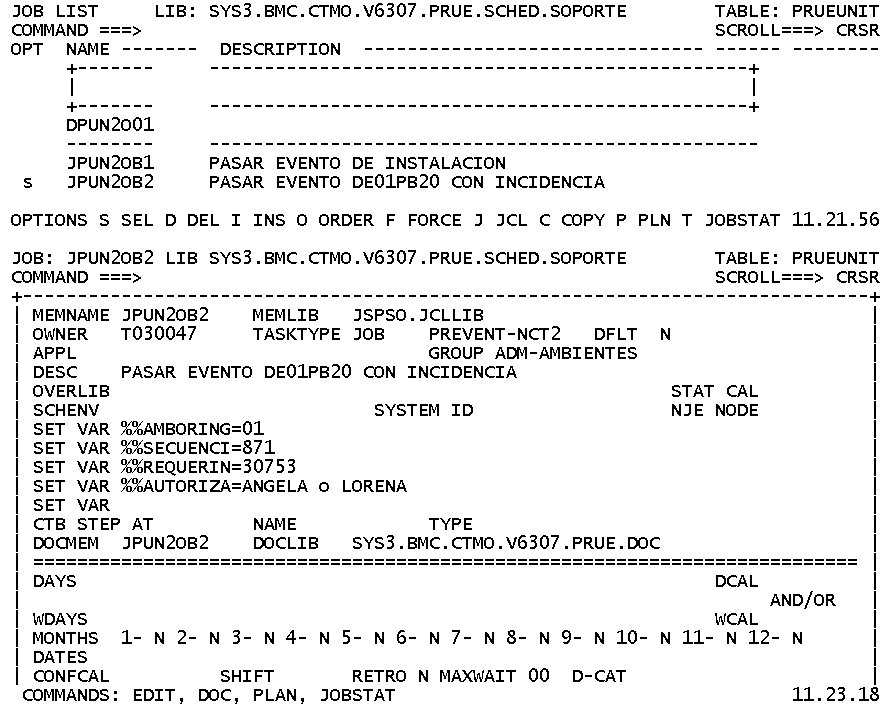 JOB LIST     LIB: SYS3.BMC.CTMO.V6307.PRUE.SCHED.SOPORTE        TABLE: PRUEUNIT
COMMAND ===>                                                    SCROLL===> CRSR
OPT  NAME -------  DESCRIPTION  ------------------------------- ------ --------
     +-------     -------------------------------------------------+
     |                                                             |
     +-------     -------------------------------------------------+
     DPUN2O01
     --------     --------------------------------------------------
     JPUN2OB1     PASAR EVENTO DE INSTALACION
 s   JPUN2OB2     PASAR EVENTO DE01PB20 CON INCIDENCIA
OPTIONS S SEL D DEL I INS O ORDER F FORCE J JCL C COPY P PLN T JOBSTAT 11.21.56
JOB: JPUN2OB2 LIB SYS3.BMC.CTMO.V6307.PRUE.SCHED.SOPORTE        TABLE: PRUEUNIT
COMMAND ===>                                                    SCROLL===> CRSR
+-----------------------------------------------------------------------------+
| MEMNAME JPUN2OB2    MEMLIB   JSPSO.JCLLIB                                   |
| OWNER   T030047     TASKTYPE JOB    PREVENT-NCT2   DFLT  N                  |
| APPL                                GROUP ADM-AMBIENTES                     |
| DESC    PASAR EVENTO DE01PB20 CON INCIDENCIA                                |
| OVERLIB                                                   STAT CAL          |
| SCHENV                         SYSTEM ID                  NJE NODE          |
| SET VAR %%AMBORING=01                                                       |
| SET VAR %%SECUENCI=871                                                      |
| SET VAR %%REQUERIN=30753                                                    |
| SET VAR %%AUTORIZA=ANGELA o LORENA                                          |
| SET VAR                                                                     |
| CTB STEP AT         NAME            TYPE                                    |
| DOCMEM  JPUN2OB2    DOCLIB   SYS3.BMC.CTMO.V6307.PRUE.DOC                   |
| =========================================================================== |
| DAYS                                                          DCAL          |
|                                                                    AND/OR   |
| WDAYS                                                         WCAL          |
| MONTHS  1- N 2- N 3- N 4- N 5- N 6- N 7- N 8- N 9- N 10- N 11- N 12- N      |
| DATES                                                                       |
| CONFCAL            SHIFT       RETRO N MAXWAIT 00  D-CAT                    |
COMMANDS: EDIT, DOC, PLAN, JOBSTAT                                     11.23.18